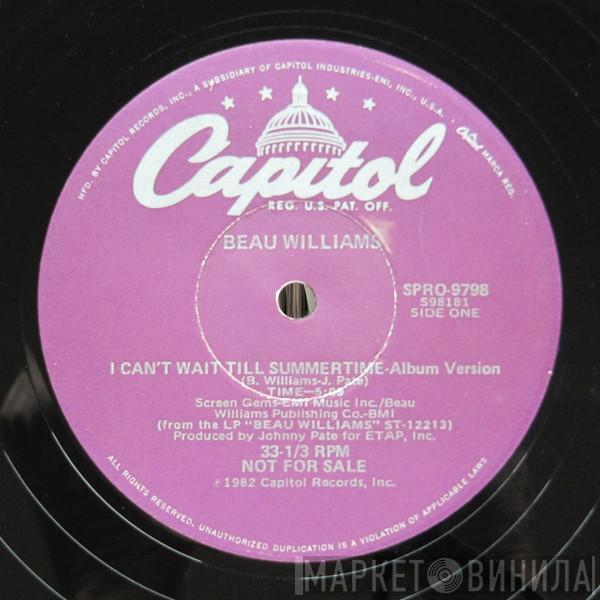 MFD. BY CAPITOL RECORDS, INC., A SUBSIDIARY OF CAPITOL INDUSTRIES-EMI, INC., U.S.A.
Capitol MARCA REG.
Capitol
REG. U.S. PAT. OFF.
BEAU WILLIAMS
SPRO-9798
S98181
SIDE ONE
I CAN'T WAIT TILL SUMMERTIME-Album Version
(B. Williams-J. Pate)
TIME—5:05
Screen Gems-EMI Music Inc./Beau
Williams Publishing Co.-BMI
(from the LP "BEAU WILLIAMS" ST-12213)
Produced by Johnny Pate for ETAP, Inc.
33-1/3 RPM
NOT FOR SALE
℗1982 Capitol Records, Inc.
ALL RIGHTS RESERVED. UNAUTHORIZED DUPLICATION IS A VIOLATION OF APPLICABLE LAWS
МАРКЕТ ВИНИЛА